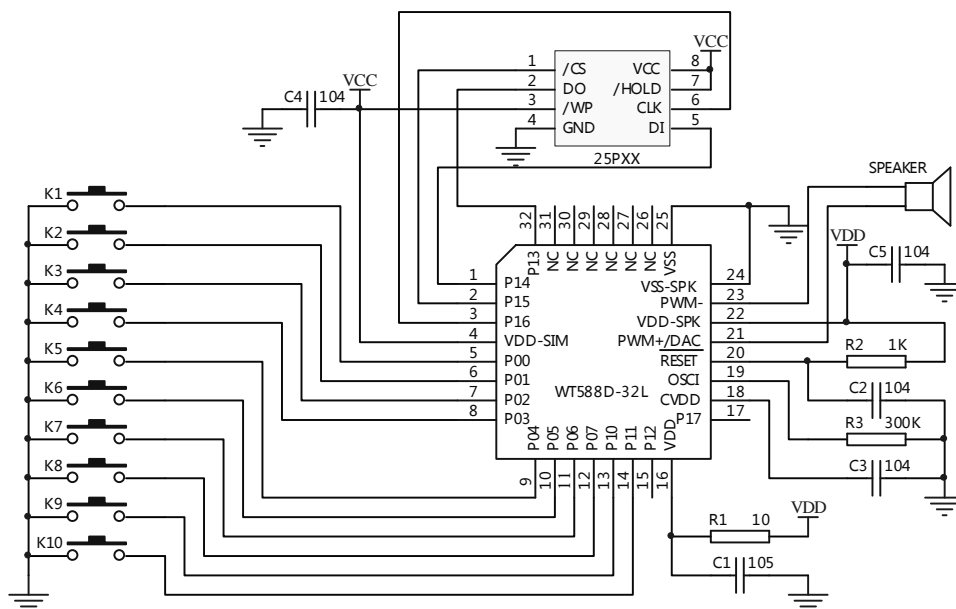 VCC
1 /CS VCC 8
2 DO /HOLD 7
3 /WP CLK 6
4 GND DI 5
25PXX
C4 104
VCC
SPEAKER
VDD
C5 104
K1
K2
K3
K4
K5
K6
K7
K8
K9
K10
32 31 30 29 28 27 26 25
P13 NC NC NC NC NC NC VSS
1 P14
2 P15
3 P16
4 VDD-SIM
5 P00
6 P01
7 P02
8 P03
WT588D-32L
VSS-SPK 24
PWM- 23
VDD-SPK 22
PWM+/DAC 21
RESET 20
OSCI 19
CVDD 18
P17 17
P04 P05 P06 P07 P10 P11 P12 VDD
9 10 11 12 13 14 15 16
R2 1K
C2 104
R3 300K
C3 104
R1 10
VDD
C1 105